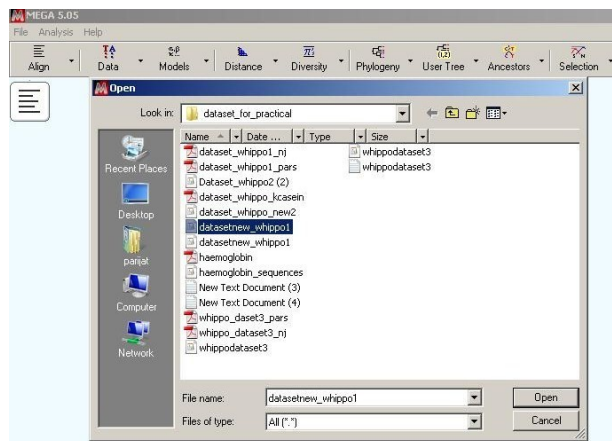 MEGA 5.05
File Analysis Help
Align Data Models Distance Diversity Phylogeny User Tree Ancestors Selection
Open
Look in: dataset_for_practical
Name Date ... Type Size
dataset_whippo1_nj
dataset_whippo1_pars
Dataset_whippo2 (2)
dataset_whippo_kcasein
dataset_whippo_new2
datasetnew_whippo1
datasetnew_whippo1
haemoglobin
haemoglobin_sequences
New Text Document (3)
New Text Document (4)
whippo_daset3_pars
whippo_dataset3_nj
whippodataset3
whippodataset3
whippodataset3
Recent Places
Desktop
parijat
Computer
Network
File name: datasetnew_whippo1 Open
Files of type: All (*.*) Cancel